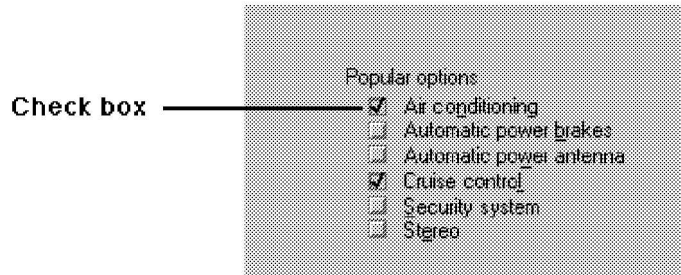 Popular options
Check box
Air conditioning
Automatic power brakes
Automatic power antenna
Cruise control
Security system
Stereo